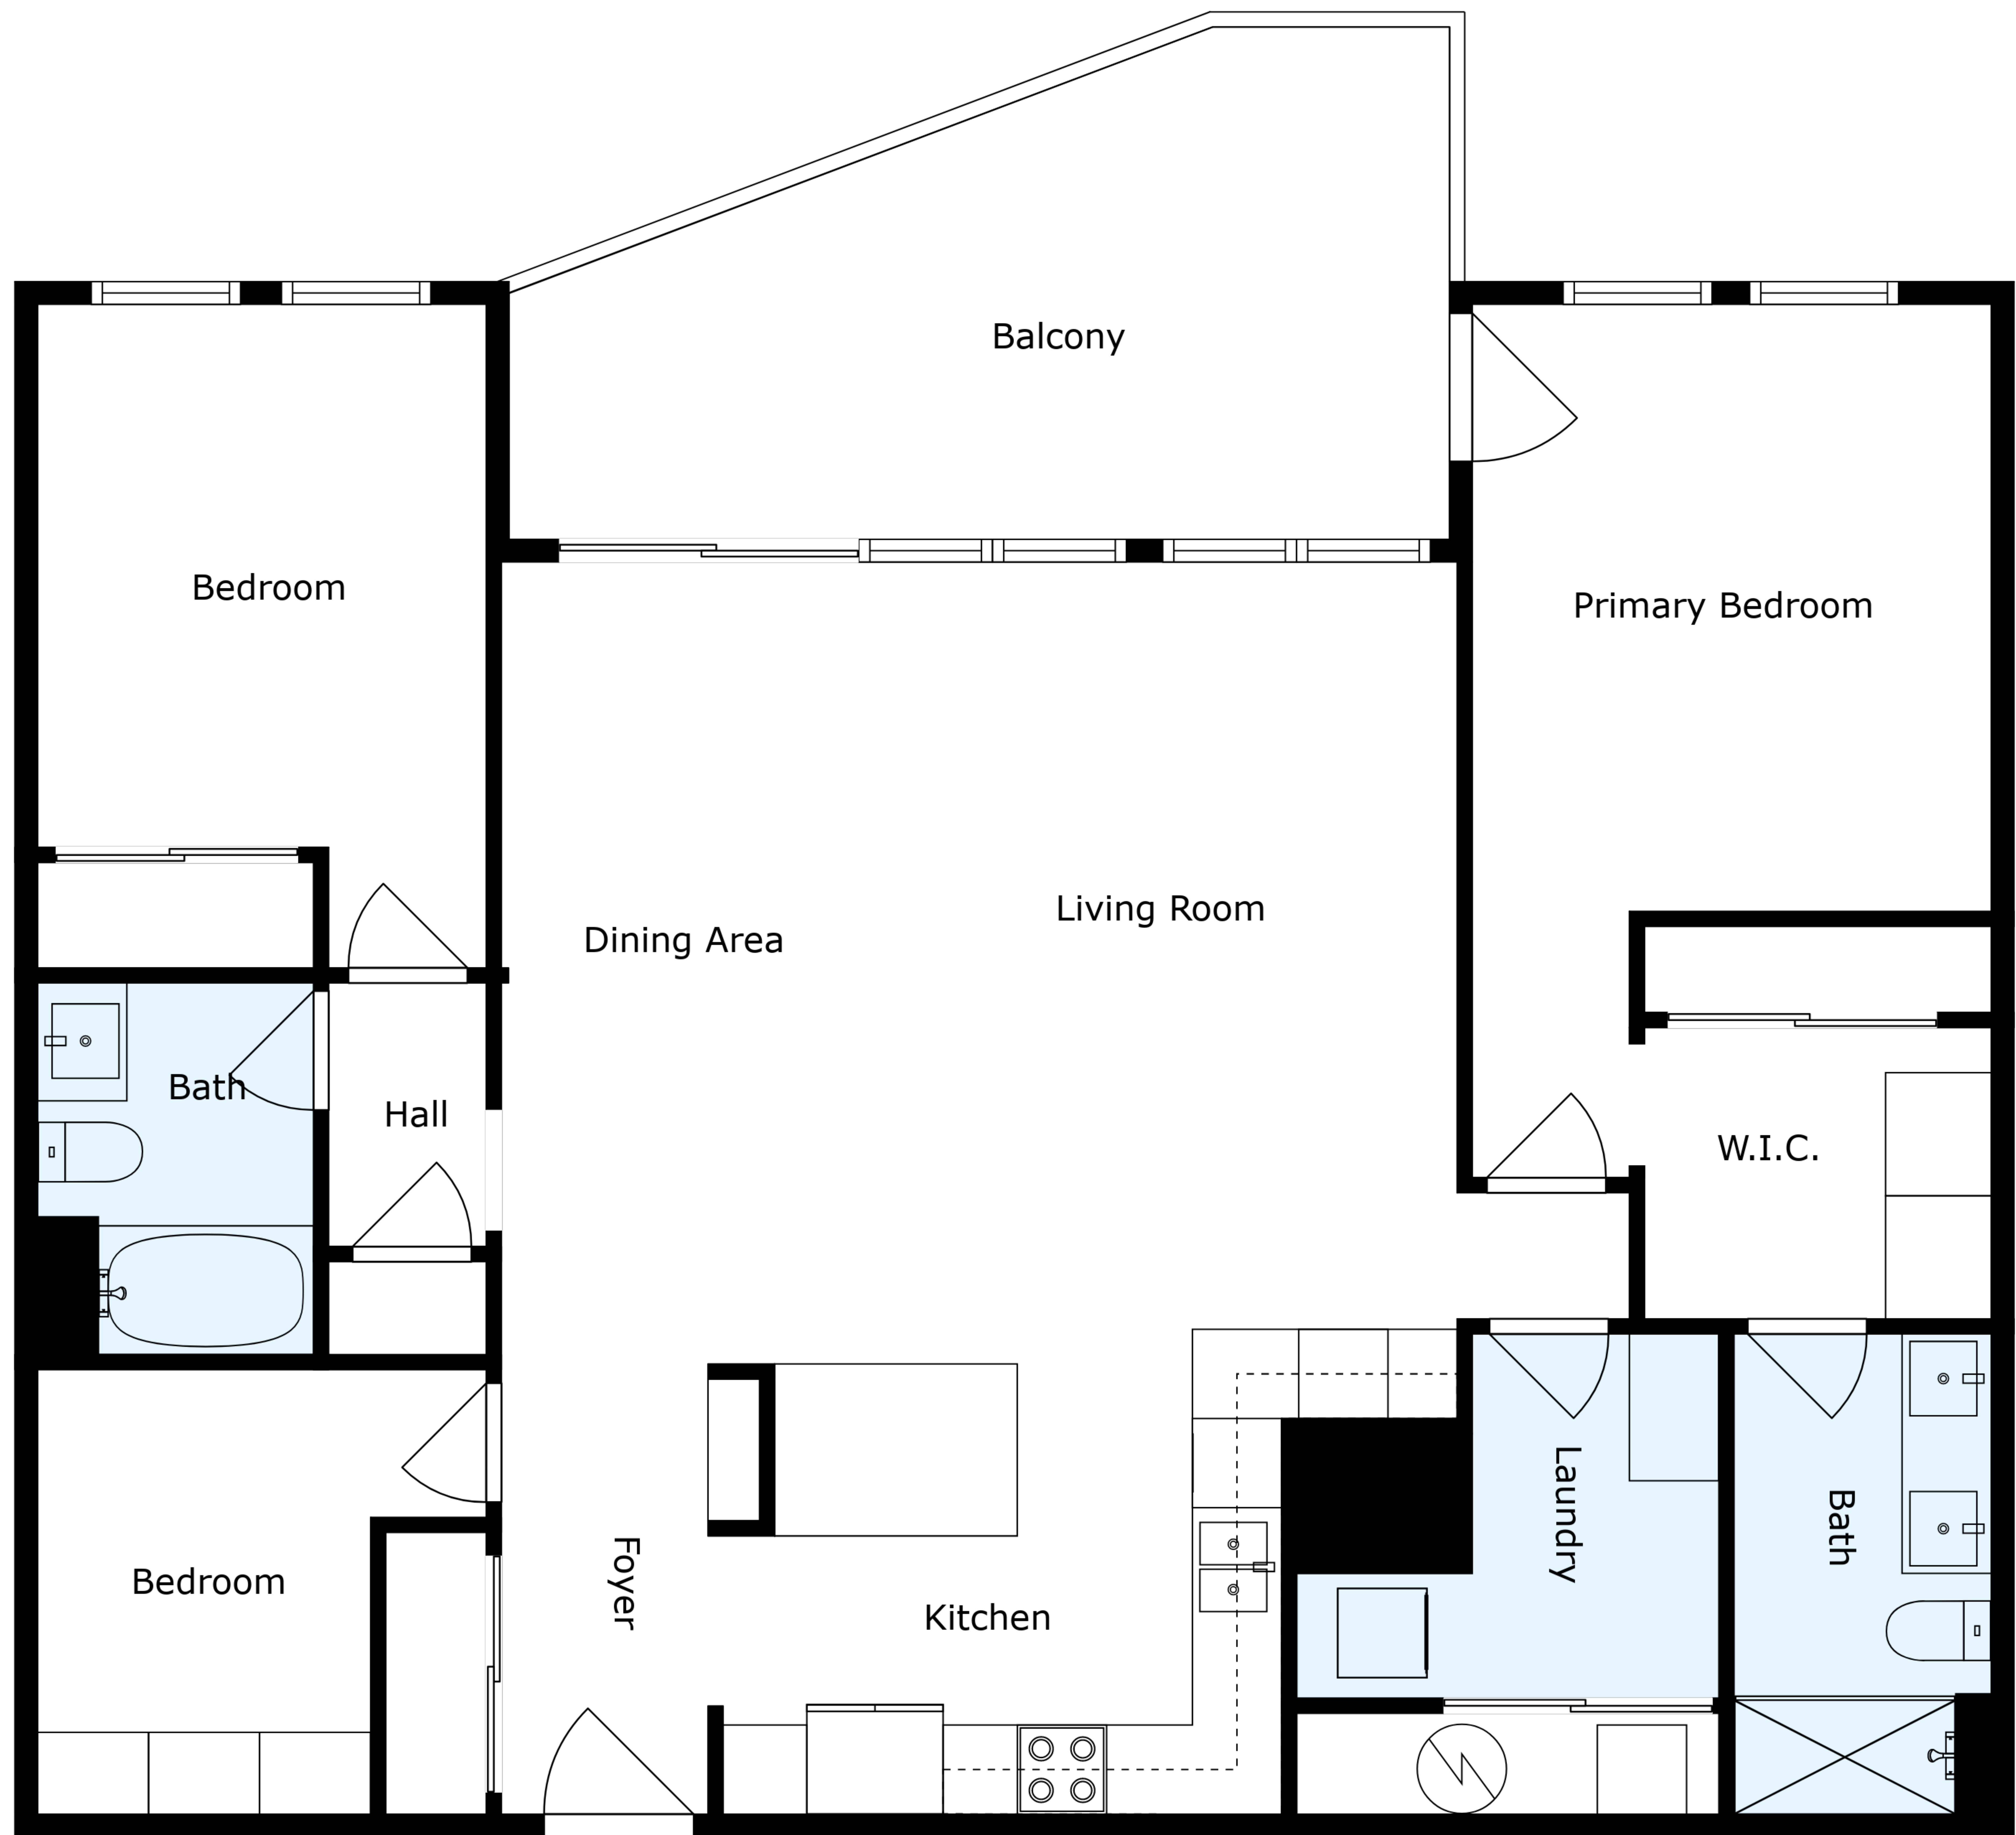 Balcony
Bedroom
Primary Bedroom
Living Room
Dining Area
Bath
Hall
W.I.C.
Laundry
Bath
Foyer
Bedroom
Kitchen